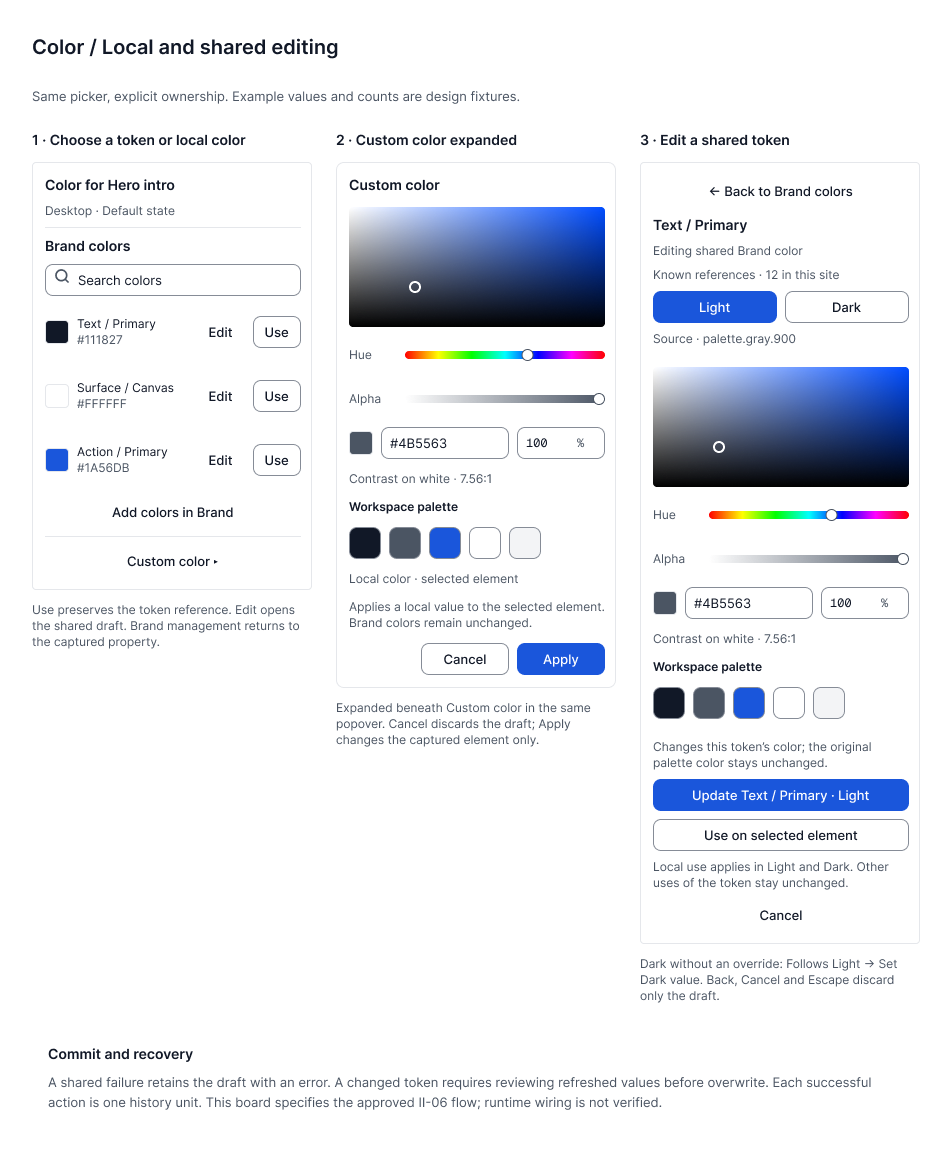 Color / Local and shared editing
Same picker, explicit ownership. Example values and counts are design fixtures.
1 · Choose a token or local color
Color for Hero intro
Desktop · Default state
Brand colors
Search colors
Text / Primary
#111827
Edit
Use
Surface / Canvas
#FFFFFF
Edit
Use
Action / Primary
#1A56DB
Edit
Use
Add colors in Brand
Custom color ▸
Use preserves the token reference. Edit opens
the shared draft. Brand management returns to
the captured property.
2 · Custom color expanded
Custom color
Hue
Alpha
#4B5563
100 %
Contrast on white · 7.56:1
Workspace palette
Local color · selected element
Applies a local value to the selected element.
Brand colors remain unchanged.
Cancel
Apply
Expanded beneath Custom color in the same
popover. Cancel discards the draft; Apply
changes the captured element only.
3 · Edit a shared token
← Back to Brand colors
Text / Primary
Editing shared Brand color
Known references · 12 in this site
Light
Dark
Source · palette.gray.900
Hue
Alpha
#4B5563
100 %
Contrast on white · 7.56:1
Workspace palette
Changes this token’s color; the original
palette color stays unchanged.
Update Text / Primary · Light
Use on selected element
Local use applies in Light and Dark. Other
uses of the token stay unchanged.
Cancel
Dark without an override: Follows Light → Set
Dark value. Back, Cancel and Escape discard
only the draft.
Commit and recovery
A shared failure retains the draft with an error. A changed token requires reviewing refreshed values before overwrite. Each successful
action is one history unit. This board specifies the approved II-06 flow; runtime wiring is not verified.